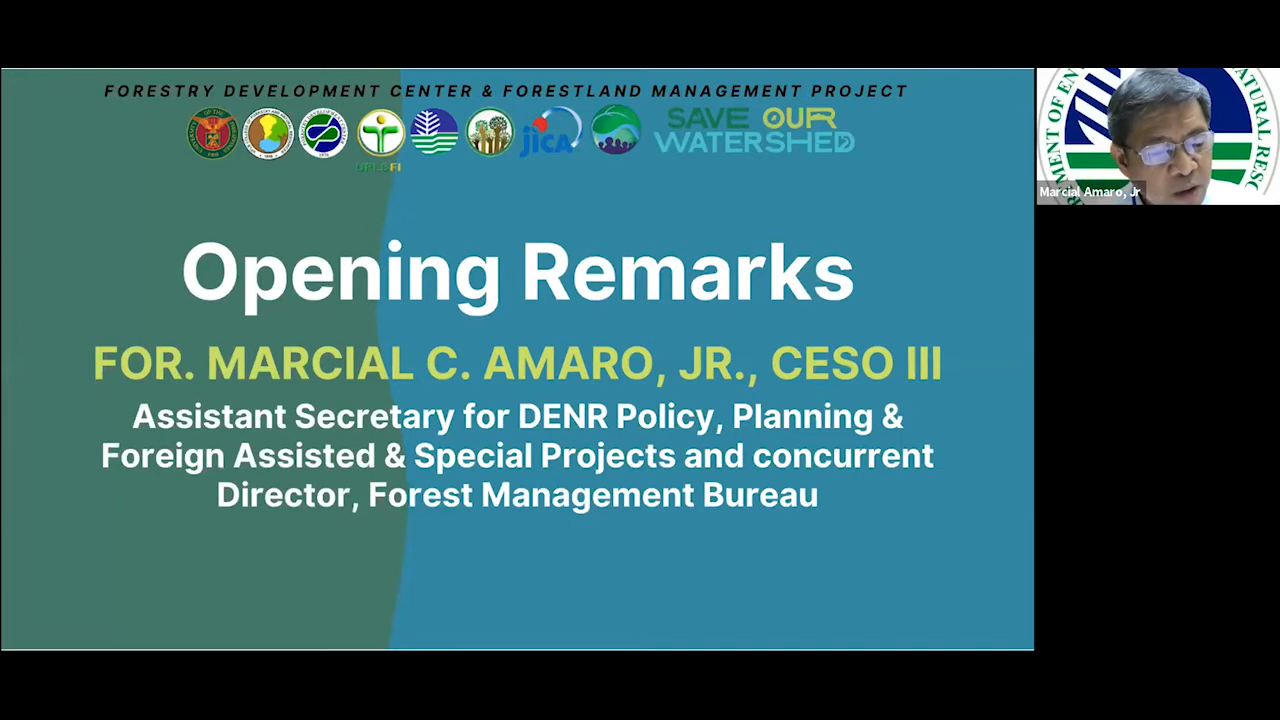 FORESTRY DEVELOPMENT CENTER & FORESTLAND MANAGEMENT PROJECT
UPLBFI
jica
SAVE OUR
WATERSHED
Opening Remarks
FOR. MARCIAL C. AMARO, JR., CESO III
Assistant Secretary for DENR Policy, Planning &
Foreign Assisted & Special Projects and concurrent
Director, Forest Management Bureau
Marcial Amaro, Jr